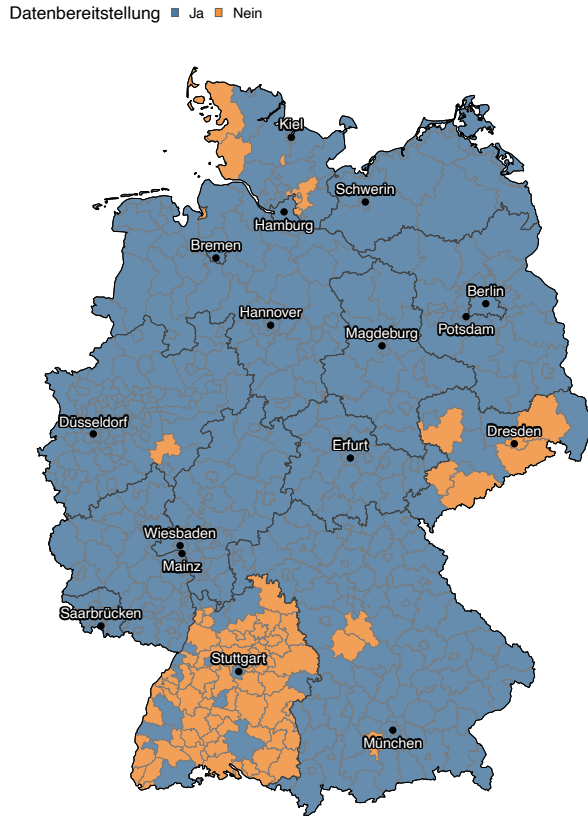 Datenbereitstellung Ja Nein
Kiel
Schwerin
Hamburg
Bremen
Berlin
Hannover
Potsdam
Magdeburg
Düsseldorf
Dresden
Erfurt
Wiesbaden
Mainz
Saarbrücken
Stuttgart
München